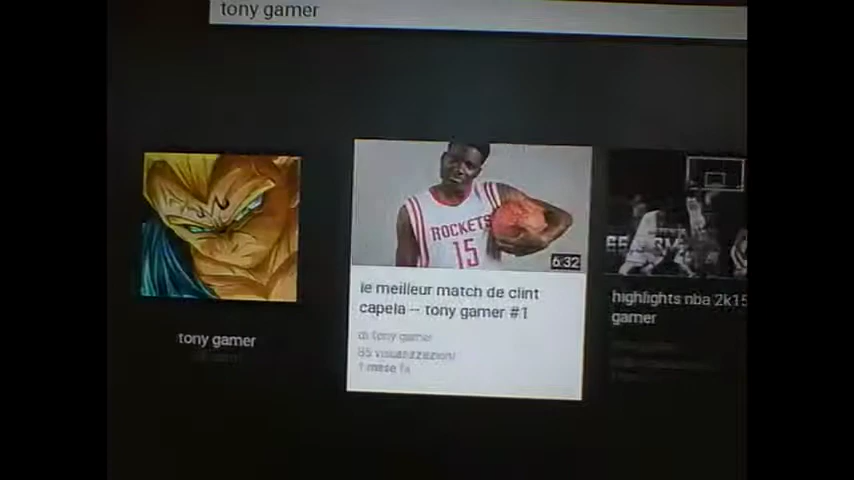 tony gamer
ROCKETS
15
6:32
le meilleur match de clint
capela – tony gamer #1
di tony gamer
85 visualizzazioni
1 mese fa
highlights nba 2k15
gamer
tony gamer